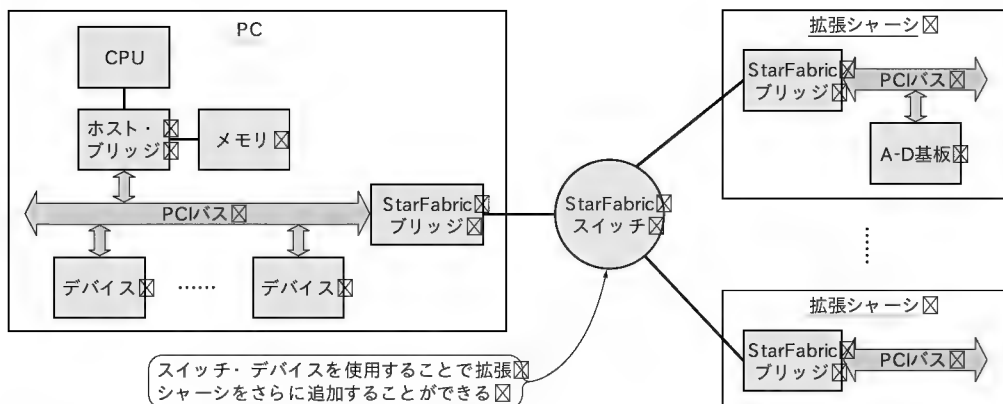 PC
CPU
ホスト・
ブリッジ
メモリ
PCIバス
StarFabric
ブリッジ
デバイス
……
デバイス
StarFabric
スイッチ
スイッチ・デバイスを使用することで拡張
シャーシをさらに追加することができる
拡張シャーシ
StarFabric
ブリッジ
PCIバス
A-D基板
……
拡張シャーシ
StarFabric
ブリッジ
PCIバス